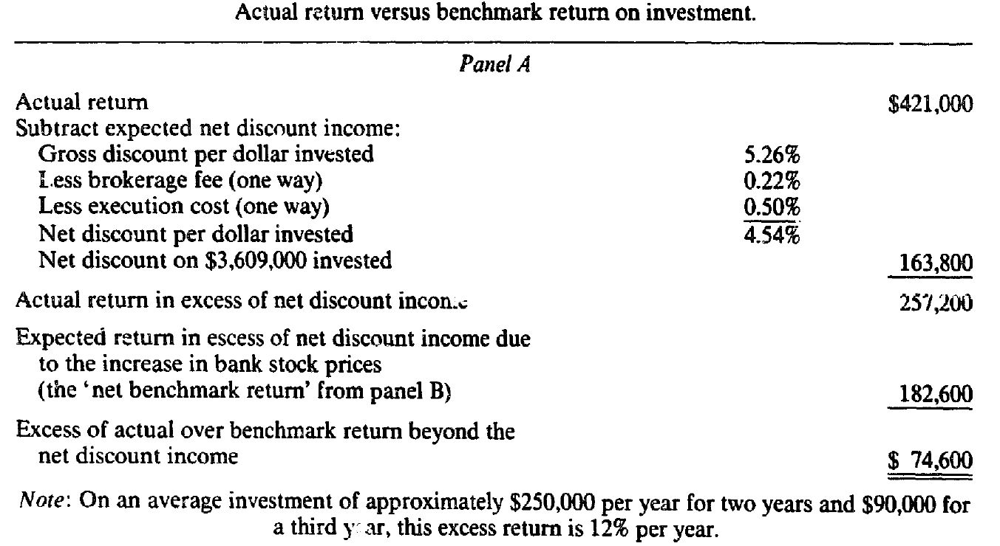 Actual return versus benchmark return on investment.
Panel A
Actual return $421,000
Subtract expected net discount income:
Gross discount per dollar invested 5.26%
Less brokerage fee (one way) 0.22%
Less execution cost (one way) 0.50%
Net discount per dollar invested 4.54%
Net discount on $3,609,000 invested 163,800
Actual return in excess of net discount income 257,200
Expected return in escess of net discount income due
to the increase in bank stock prices
(the ‘net benchmark return’ from panel B) 182,600
Excess of actual over benchmark return beyond the
net discount income $ 74,600
Note: On an average investment of approximately $250,000 per year for two years and $90,000 for
a third year, this excess return is 12% per year.